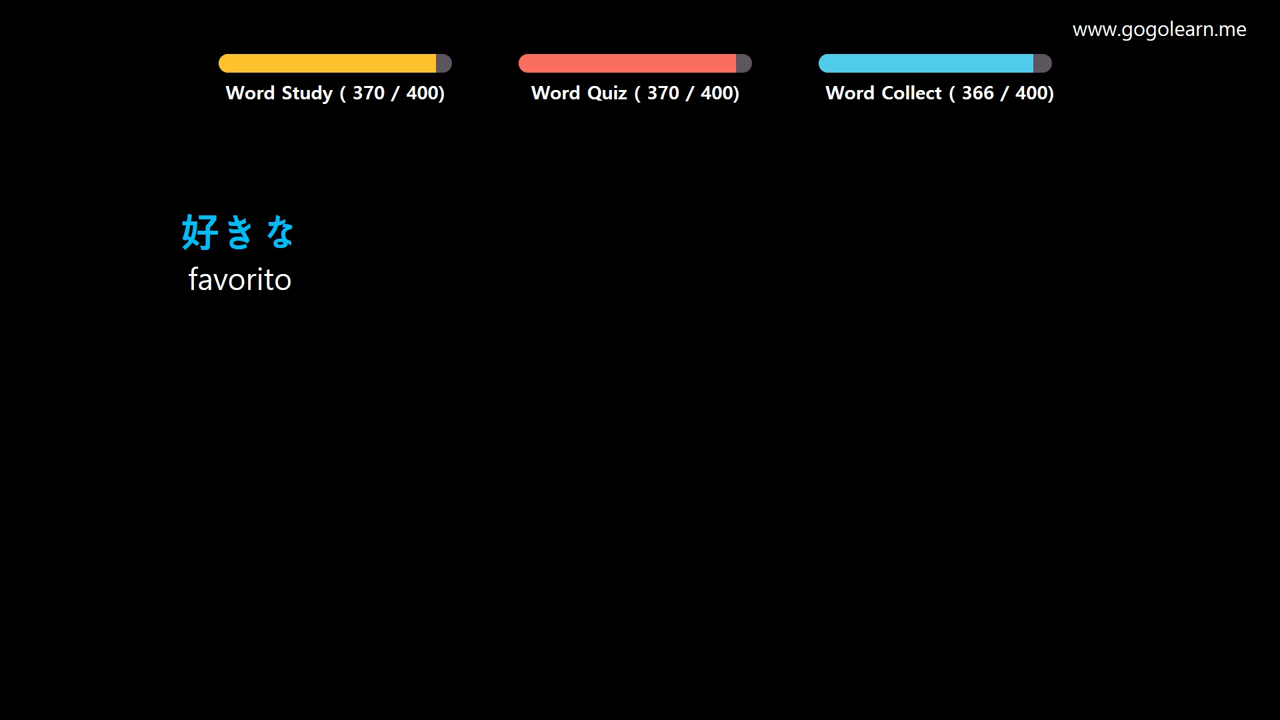 www.gogolearn.me
Word Study ( 370 / 400)
Word Quiz ( 370 / 400)
Word Collect ( 366 / 400)
好きな
favorito